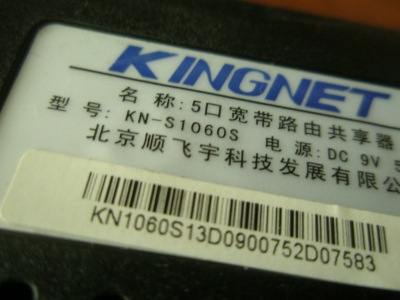 KINGNET
名 称: 5口宽带路由共享器
型 号: KN-S1060S 电 源: DC 9V
北京顺飞宇科技发展有限公
KN1060S13D0900752D07583